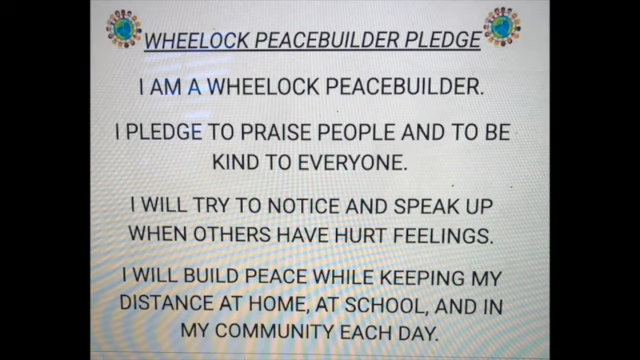 WHEELOCK PEACEBUILDER PLEDGE
I AM A WHEELOCK PEACEBUILDER.
I PLEDGE TO PRAISE PEOPLE AND TO BE
KIND TO EVERYONE.
I WILL TRY TO NOTICE AND SPEAK UP
WHEN OTHERS HAVE HURT FEELINGS.
I WILL BUILD PEACE WHILE KEEPING MY
DISTANCE AT HOME, AT SCHOOL, AND IN
MY COMMUNITY EACH DAY.